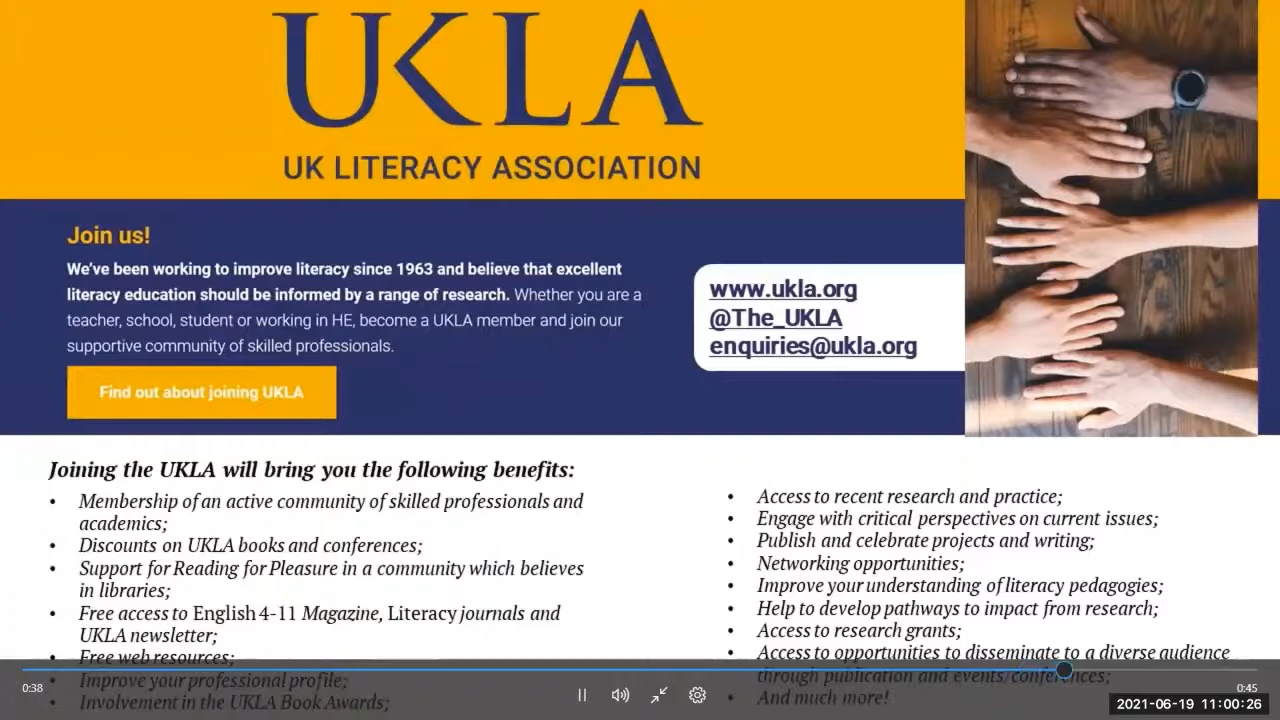 UKLA
UK LITERACY ASSOCIATION
Join us!
We've been working to improve literacy since 1963 and believe that excellent
literacy education should be informed by a range of research. Whether you are a
teacher, school, student or working in HE, become a UKLA member and join our
supportive community of skilled professionals.
Find out about joining UKLA
www.ukla.org
@The_UKLA
enquiries@ukla.org
Joining the UKLA will bring you the following benefits:
• Membership of an active community of skilled professionals and
academics;
• Discounts on UKLA books and conferences;
• Support for Reading for Pleasure in a community which believes
in libraries;
• Free access to English 4-11 Magazine, Literacy journals and
UKLA newsletter;
• Free web resources;
• Improve your professional profile;
• Involvement in the UKLA Book Awards;
• Access to recent research and practice;
• Engage with critical perspectives on current issues;
• Publish and celebrate projects and writing;
• Networking opportunities;
• Improve your understanding of literacy pedagogies;
• Help to develop pathways to impact from research;
• Access to research grants;
• Access to opportunities to disseminate to a diverse audience
through publication and events/conferences;
• And much more!
0:38
0:45
2021-06-19 11:00:26